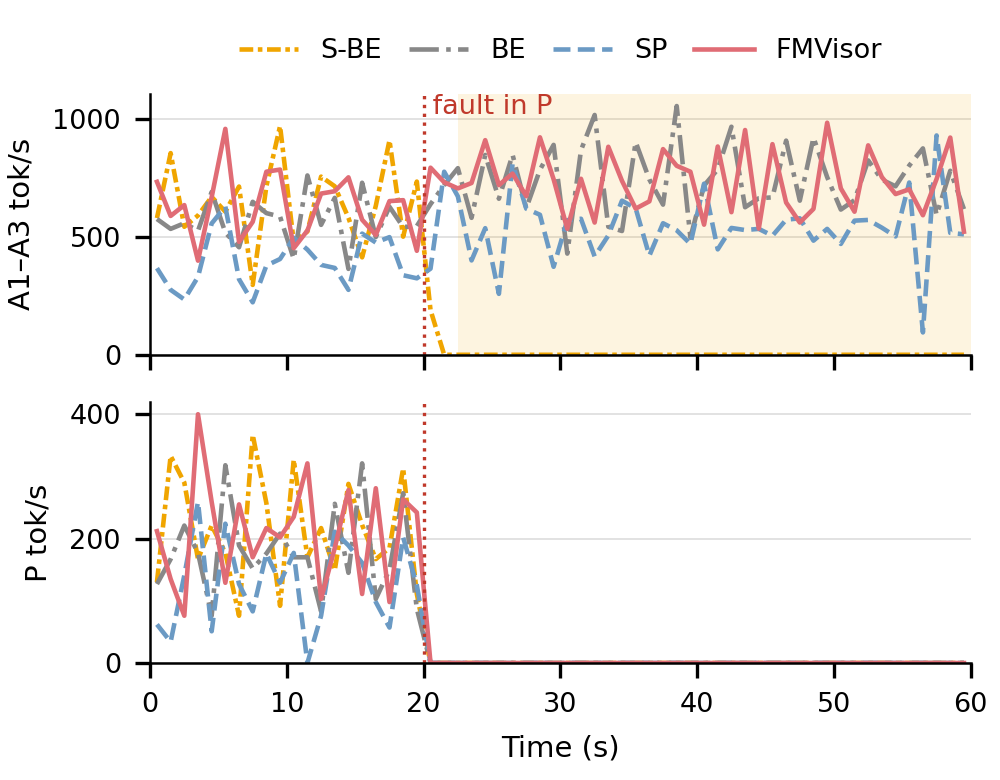 S-BE BE SP FMVisor
fault in P
1000
500
0
A1–A3 tok/s
400
200
0
P tok/s
0 10 20 30 40 50 60
Time (s)